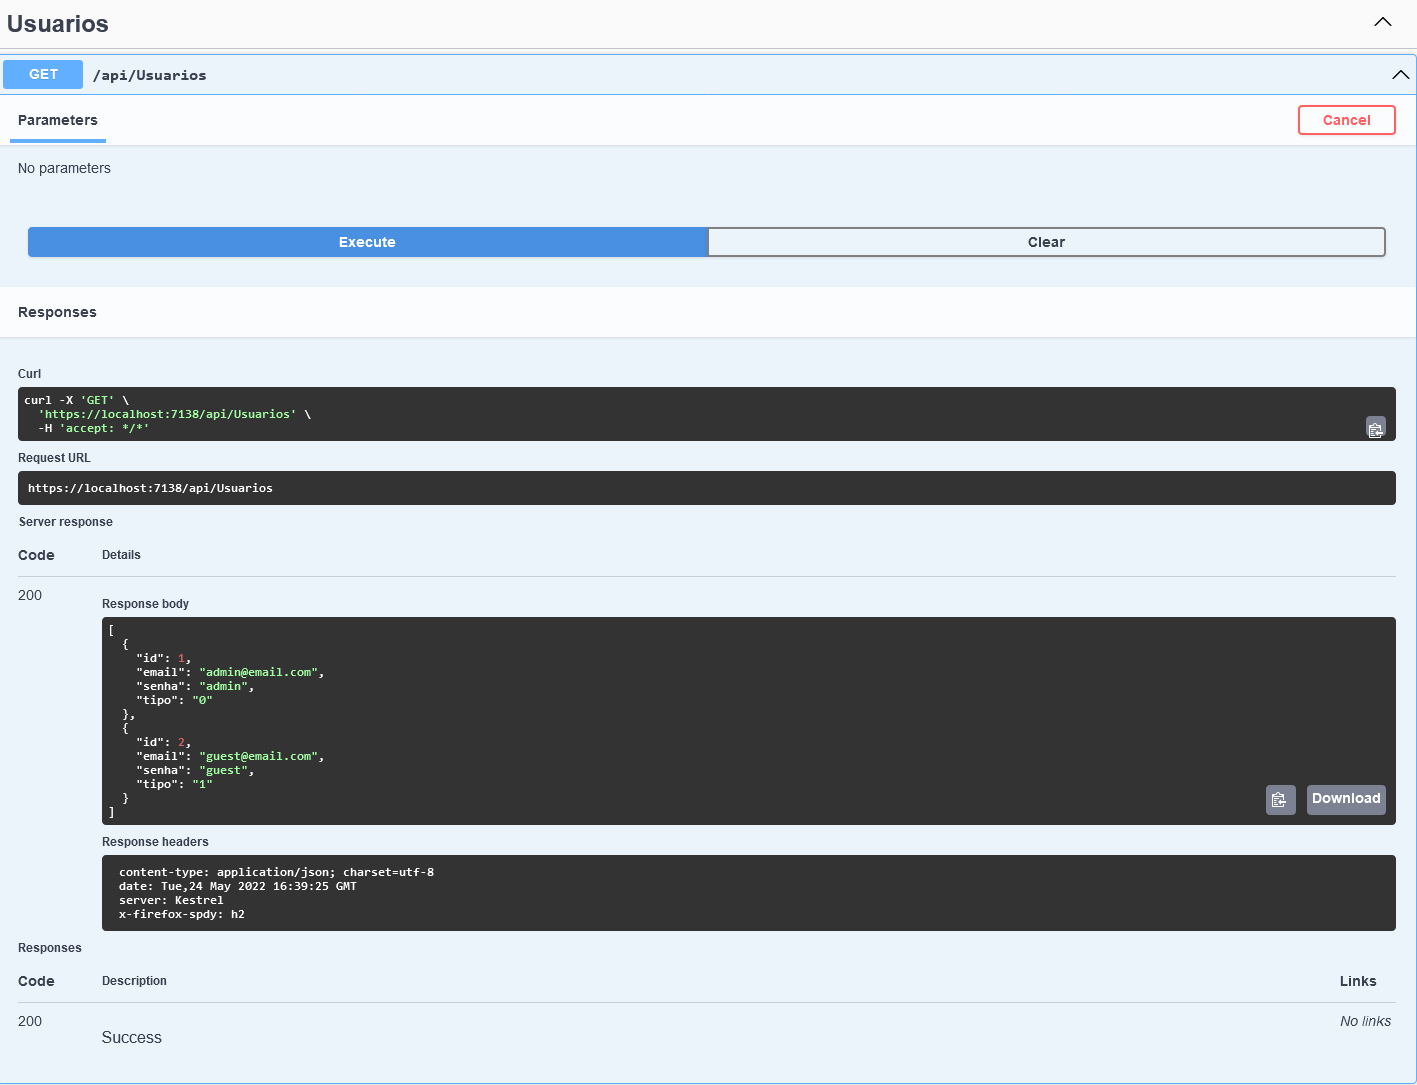 Usuarios
GET /api/Usuarios
Parameters
Cancel
No parameters
Execute
Clear
Responses
Curl
curl -X 'GET' \
  'https://localhost:7138/api/Usuarios' \
  -H 'accept: */*'
Request URL
https://localhost:7138/api/Usuarios
Server response
Code Details
200
Response body
[
  {
    "id": 1,
    "email": "admin@email.com",
    "senha": "admin",
    "tipo": "0"
  },
  {
    "id": 2,
    "email": "guest@email.com",
    "senha": "guest",
    "tipo": "1"
  }
]
Download
Response headers
content-type: application/json; charset=utf-8
date: Tue,24 May 2022 16:39:25 GMT
server: Kestrel
x-firefox-spdy: h2
Responses
Code Description Links
200 No links
Success